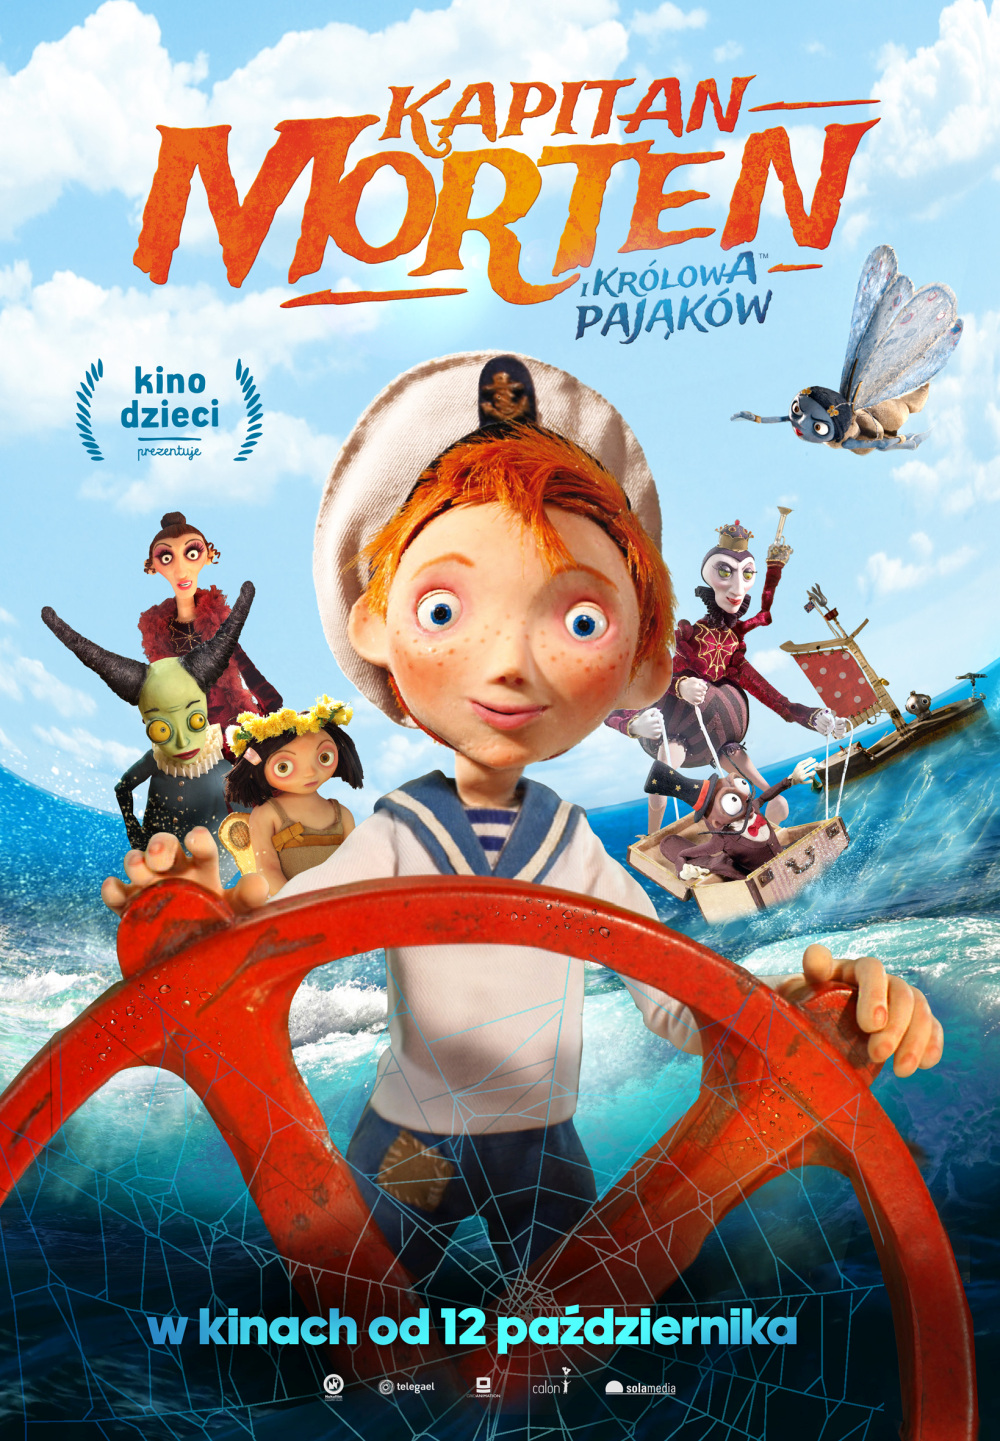 KAPITAN
MORTEN
I KRÓLOWA™
PAJĄKÓW
kino
dzieci
prezentuje
w kinach od 12 października
telegael
calon
solamedia